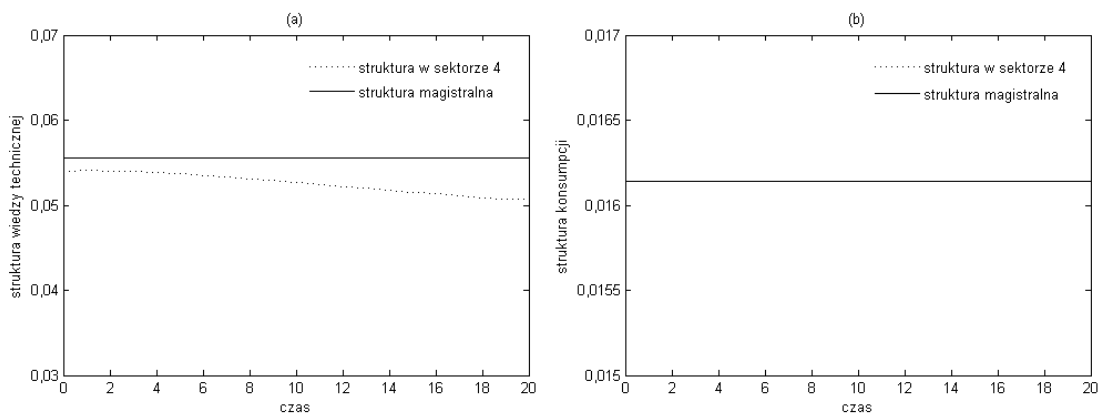 (a)
0,07
0,06
0,05
0,04
0,03
struktura wiedzy technicznej
struktura w sektorze 4
struktura magistralna
0 2 4 6 8 10 12 14 16 18 20
czas
(b)
0,017
0,0165
0,016
0,0155
0,015
struktura konsumpcji
struktura w sektorze 4
struktura magistralna
0 2 4 6 8 10 12 14 16 18 20
czas